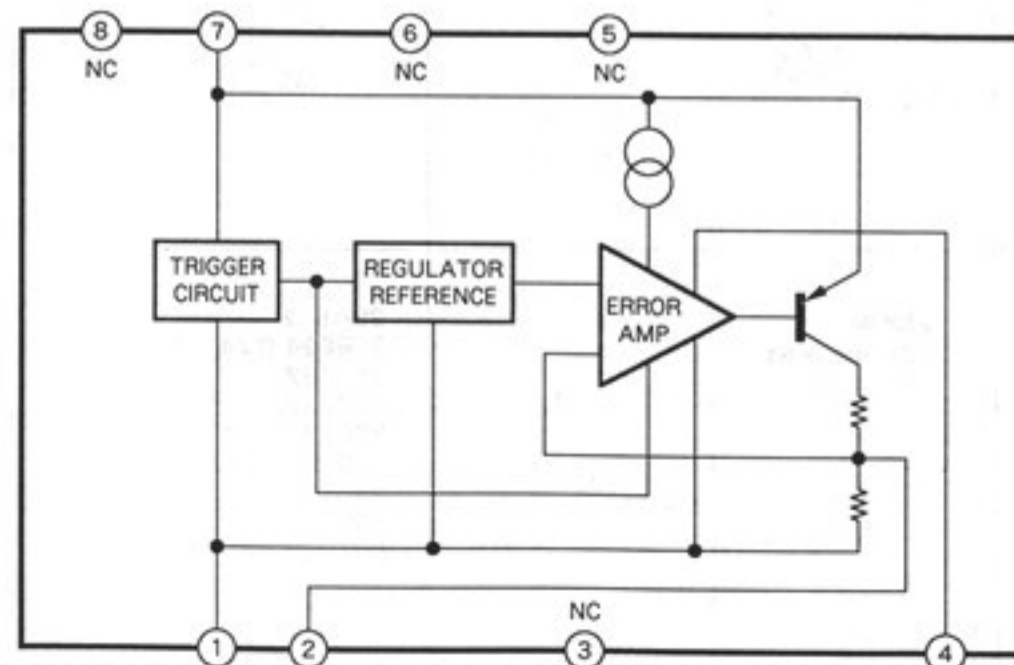 8
7
6
5
NC
NC
NC
TRIGGER
CIRCUIT
REGULATOR
REFERENCE
ERROR
AMP
NC
1
2
3
4